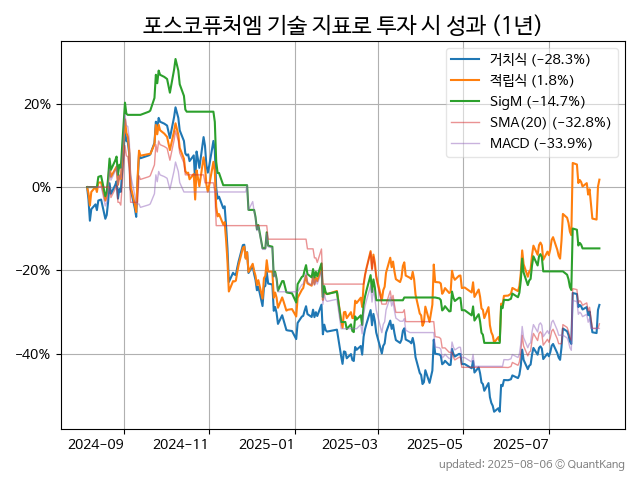 포스코퓨처엠 기술 지표로 투자 시 성과 (1년)
거치식 (−28.3%)
적립식 (1.8%)
SigM (−14.7%)
SMA(20) (−32.8%)
MACD (−33.9%)
20%
0%
−20%
−40%
2024−09 2024−11 2025−01 2025−03 2025−05 2025−07
updated: 2025-08-06 © QuantKang